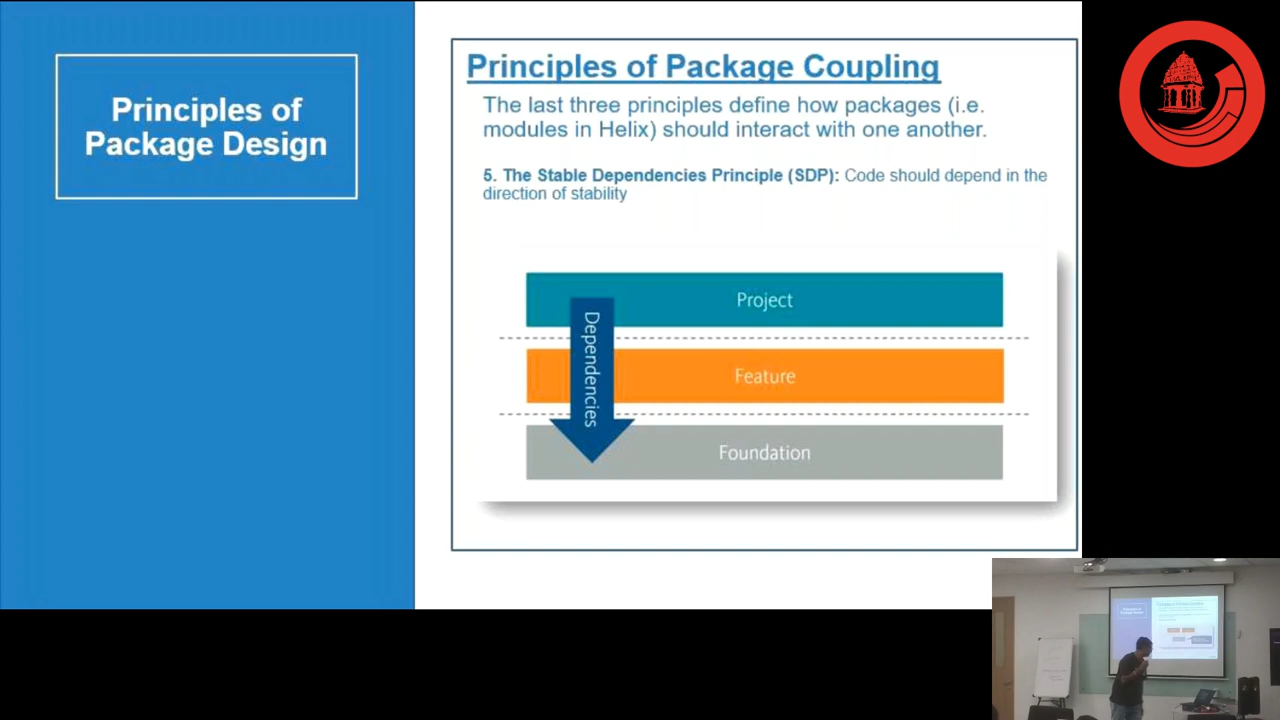 Principles of
Package Design
Principles of Package Coupling
The last three principles define how packages (i.e.
modules in Helix) should interact with one another.
5. The Stable Dependencies Principle (SDP): Code should depend in the
direction of stability
Project
Dependencies
Feature
Foundation